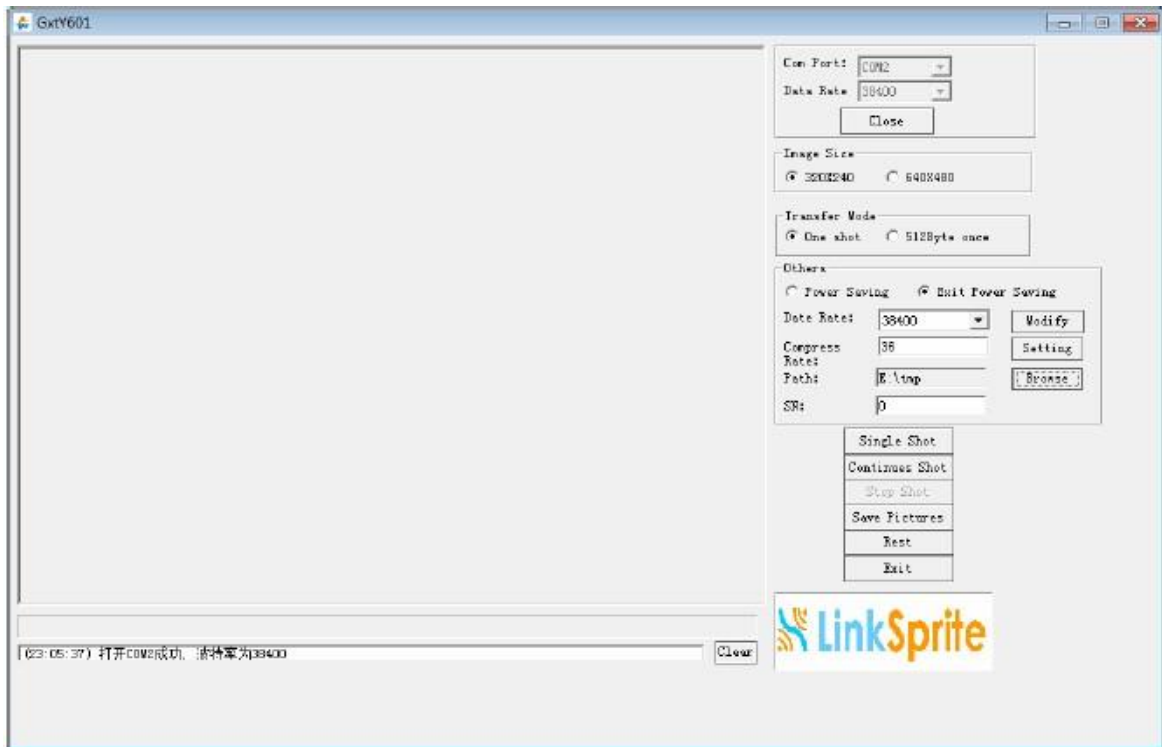 GxtY601
Com Port: COM2
Data Rate 38400
Close
Image Size
320X240 640X480
Transfer Mode
One shot 512Byte once
Others
Power Saving Exit Power Saving
Date Rate: 38400 Modify
Compress Rate: 36 Setting
Path: E:\tmp Browse
SN: 0
Single Shot
Continues Shot
Stop Shot
Save Pictures
Rest
Exit
LinkSprite
(23:05:37) 打开COM2成功, 波特率为38400 Clear